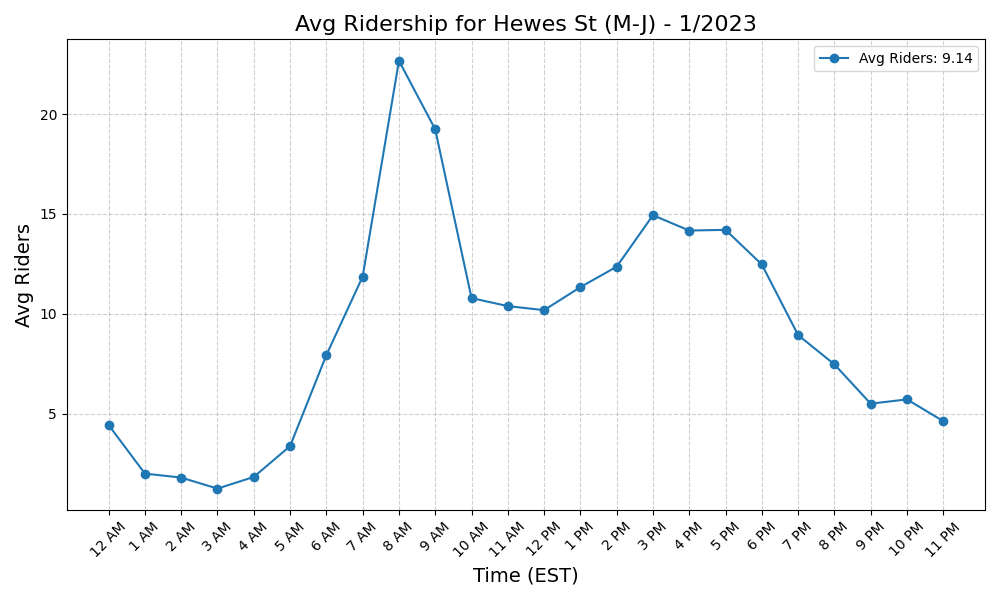 Avg Ridership for Hewes St (M-J) - 1/2023
Avg Riders: 9.14
Avg Riders
20
15
10
5
12 AM
1 AM
2 AM
3 AM
4 AM
5 AM
6 AM
7 AM
8 AM
9 AM
10 AM
11 AM
12 PM
1 PM
2 PM
3 PM
4 PM
5 PM
6 PM
7 PM
8 PM
9 PM
10 PM
11 PM
Time (EST)